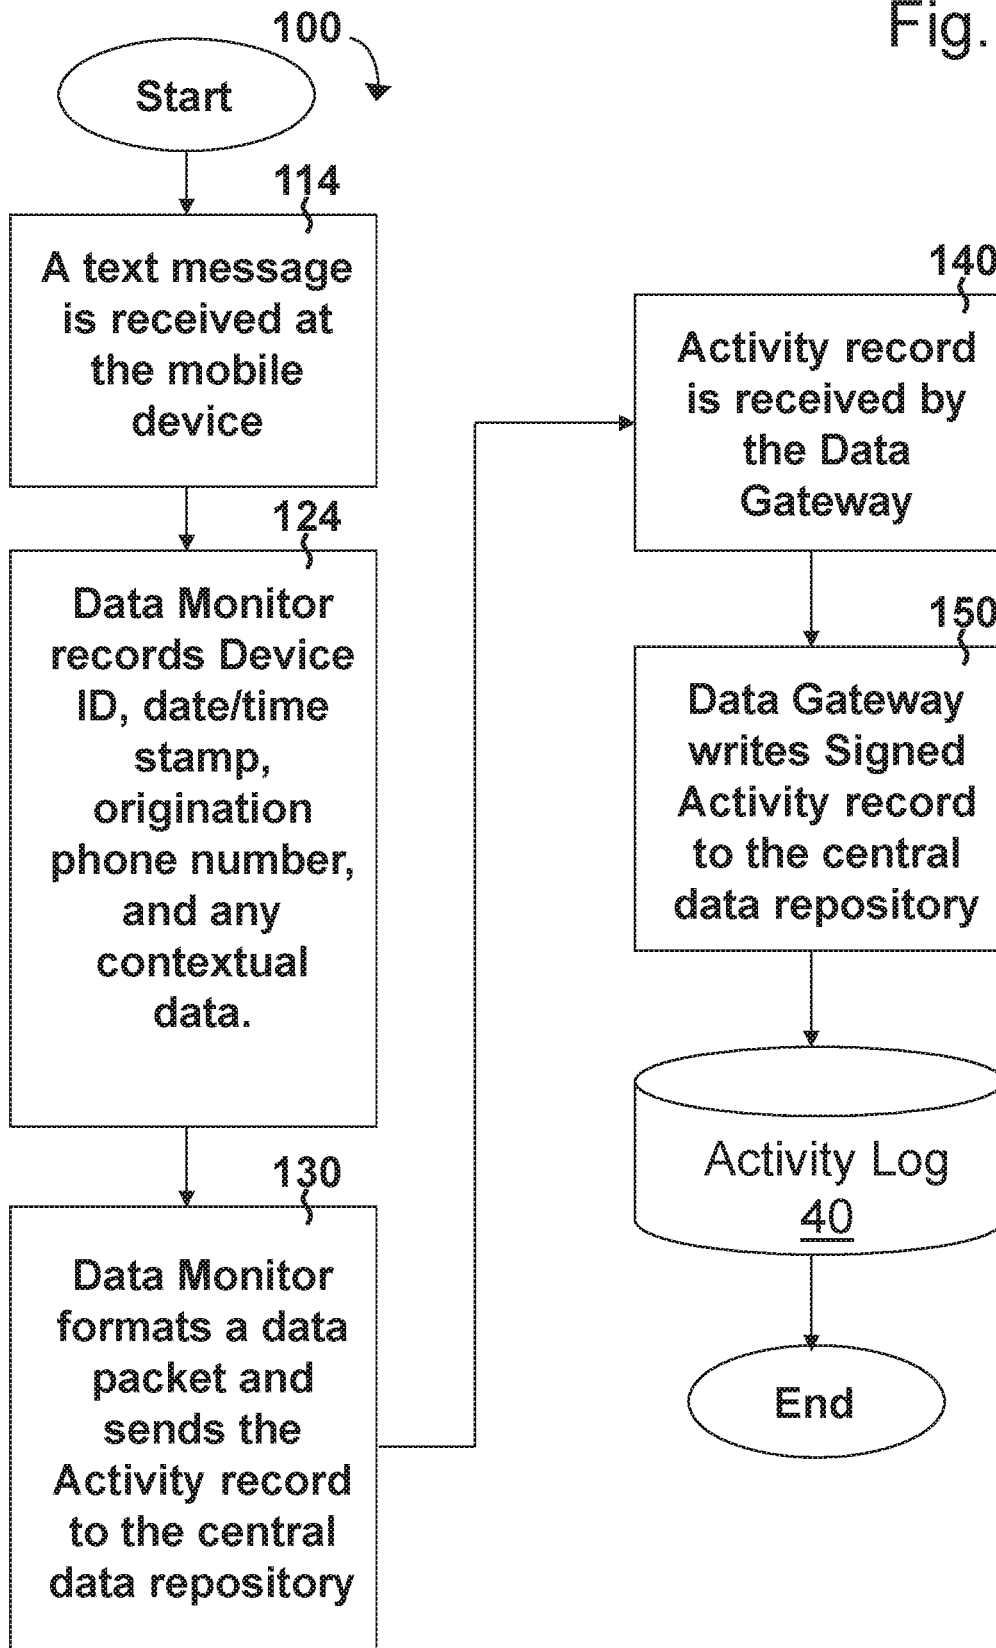 Fig.
100
Start
114
A text message
is received at
the mobile
device
124
Data Monitor
records Device
ID, date/time
stamp,
origination
phone number,
and any
contextual
data.
130
Data Monitor
formats a data
packet and
sends the
Activity record
to the central
data repository
140
Activity record
is received by
the Data
Gateway
150
Data Gateway
writes Signed
Activity record
to the central
data repository
Activity Log
40
End